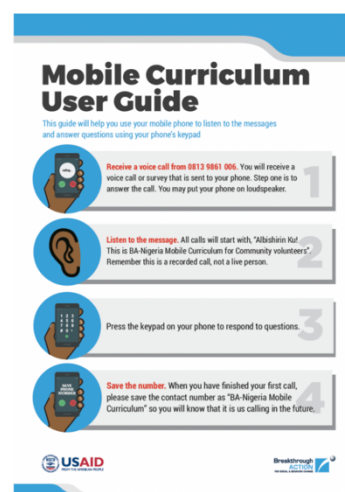 Mobile Curriculum
User Guide
This guide will help you use your mobile phone to listen to the messages
and answer questions using your phone's keypad
Receive a voice call from 0813 9861 006. You will receive a
voice call or survey that is sent to your phone. Step one is to
answer the call. You may put your phone on loudspeaker.
1
Listen to the message. All calls will start with, "Albishirin Ku!
This is BA-Nigeria Mobile Curriculum for Community volunteers".
Remember this is a recorded call, not a live person.
2
Press the keypad on your phone to respond to questions.
3
Save the number. When you have finished your first call,
please save the contact number as "BA-Nigeria Mobile
Curriculum" so you will know that it is us calling in the future.
4
USAID
FROM THE AMERICAN PEOPLE
Breakthrough
ACTION